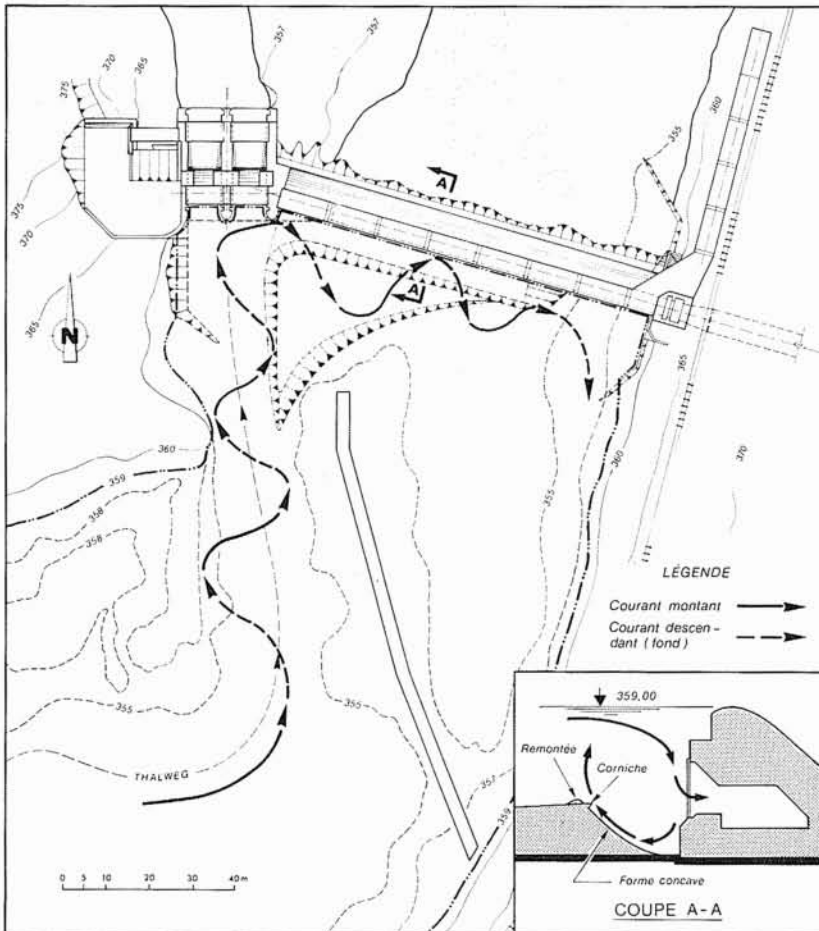 370
365
375
357
357
360
355
375
370
365
A
A
N
365
360
360
359
358
358
355
370
355
355
357
359
THALWEG
LÉGENDE
Courant montant
Courant descen-
dant (fond)
0 5 10 20 30 40 m
359,00
Remontée
Corniche
Forme concave
COUPE A-A